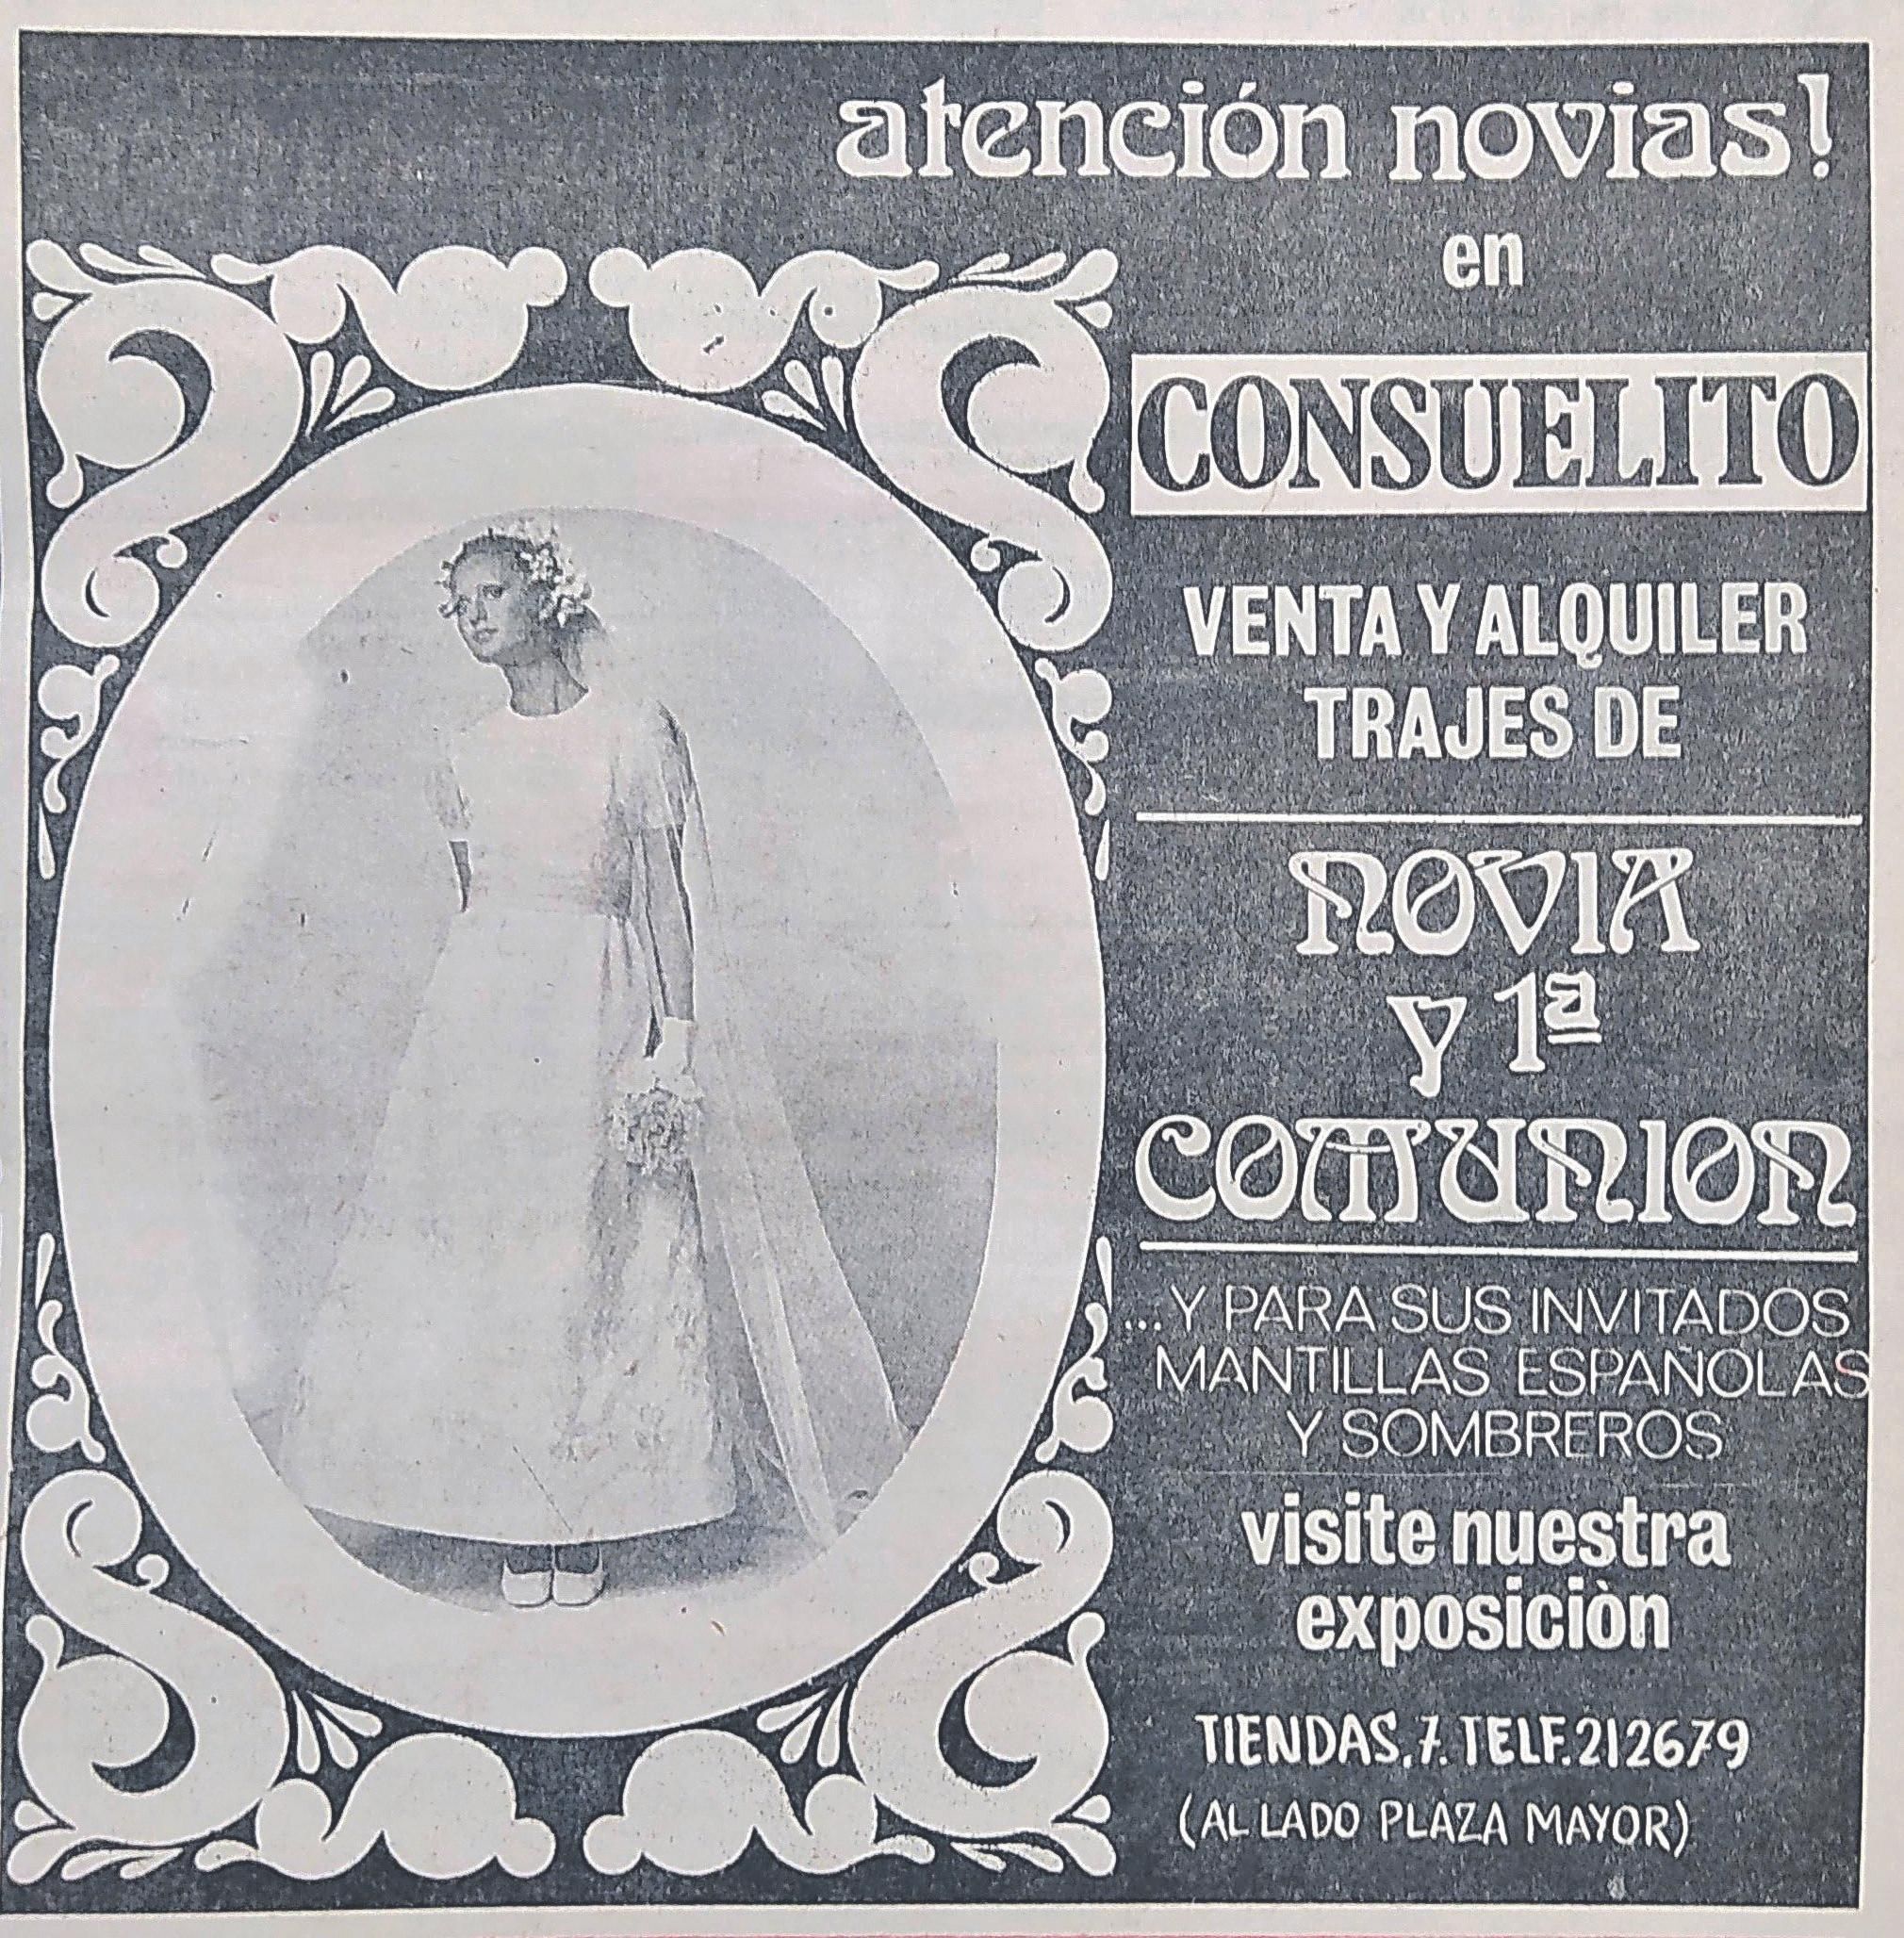 atención novias!
en
CONSUELITO
VENTA Y ALQUILER
TRAJES DE
NOVIA
y 1ª
COMUNION
...Y PARA SUS INVITADOS
MANTILLAS ESPAÑOLAS
Y SOMBREROS
visite nuestra
exposiciòn
TIENDAS, 7. TELF. 212679
(AL LADO PLAZA MAYOR)